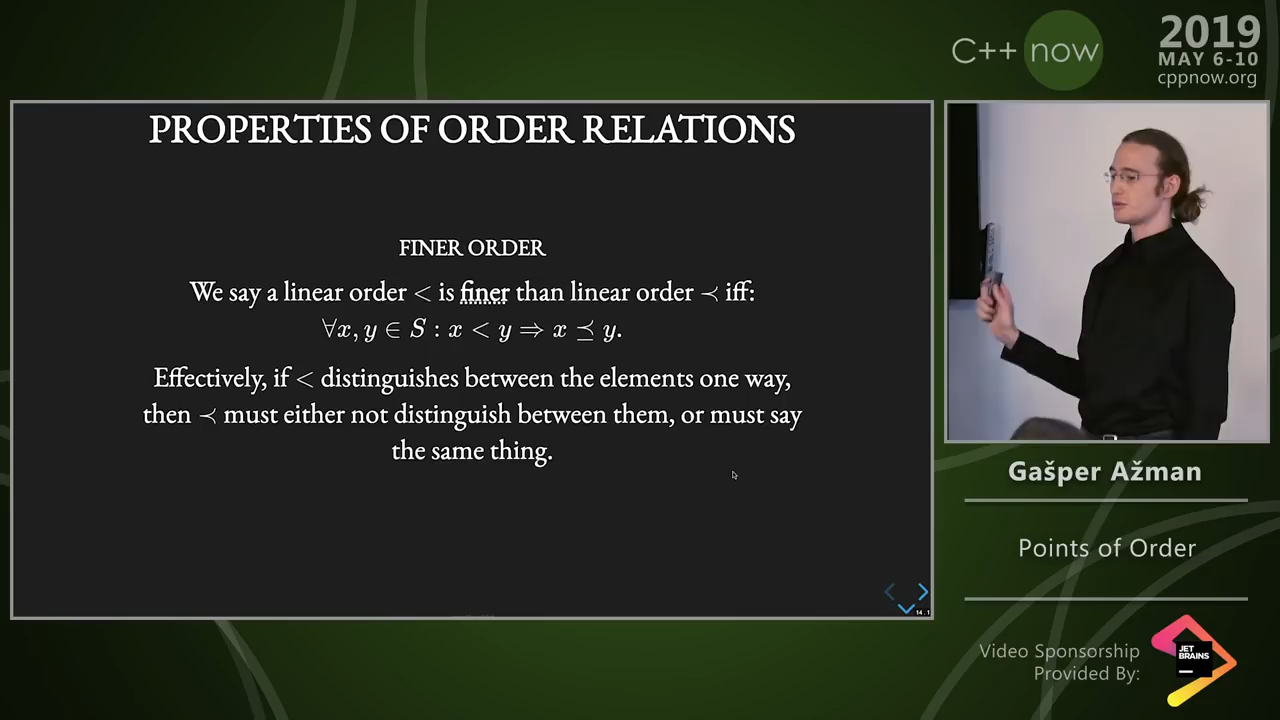 C++ now
2019
MAY 6-10
cppnow.org
PROPERTIES OF ORDER RELATIONS
FINER ORDER
We say a linear order < is finer than linear order ≺ iff:
∀x, y ∈ S : x < y ⇒ x ⪯ y.
Effectively, if < distinguishes between the elements one way,
then ≺ must either not distinguish between them, or must say
the same thing.
14.1
Gašper Ažman
Points of Order
Video Sponsorship
Provided By:
JET
BRAINS